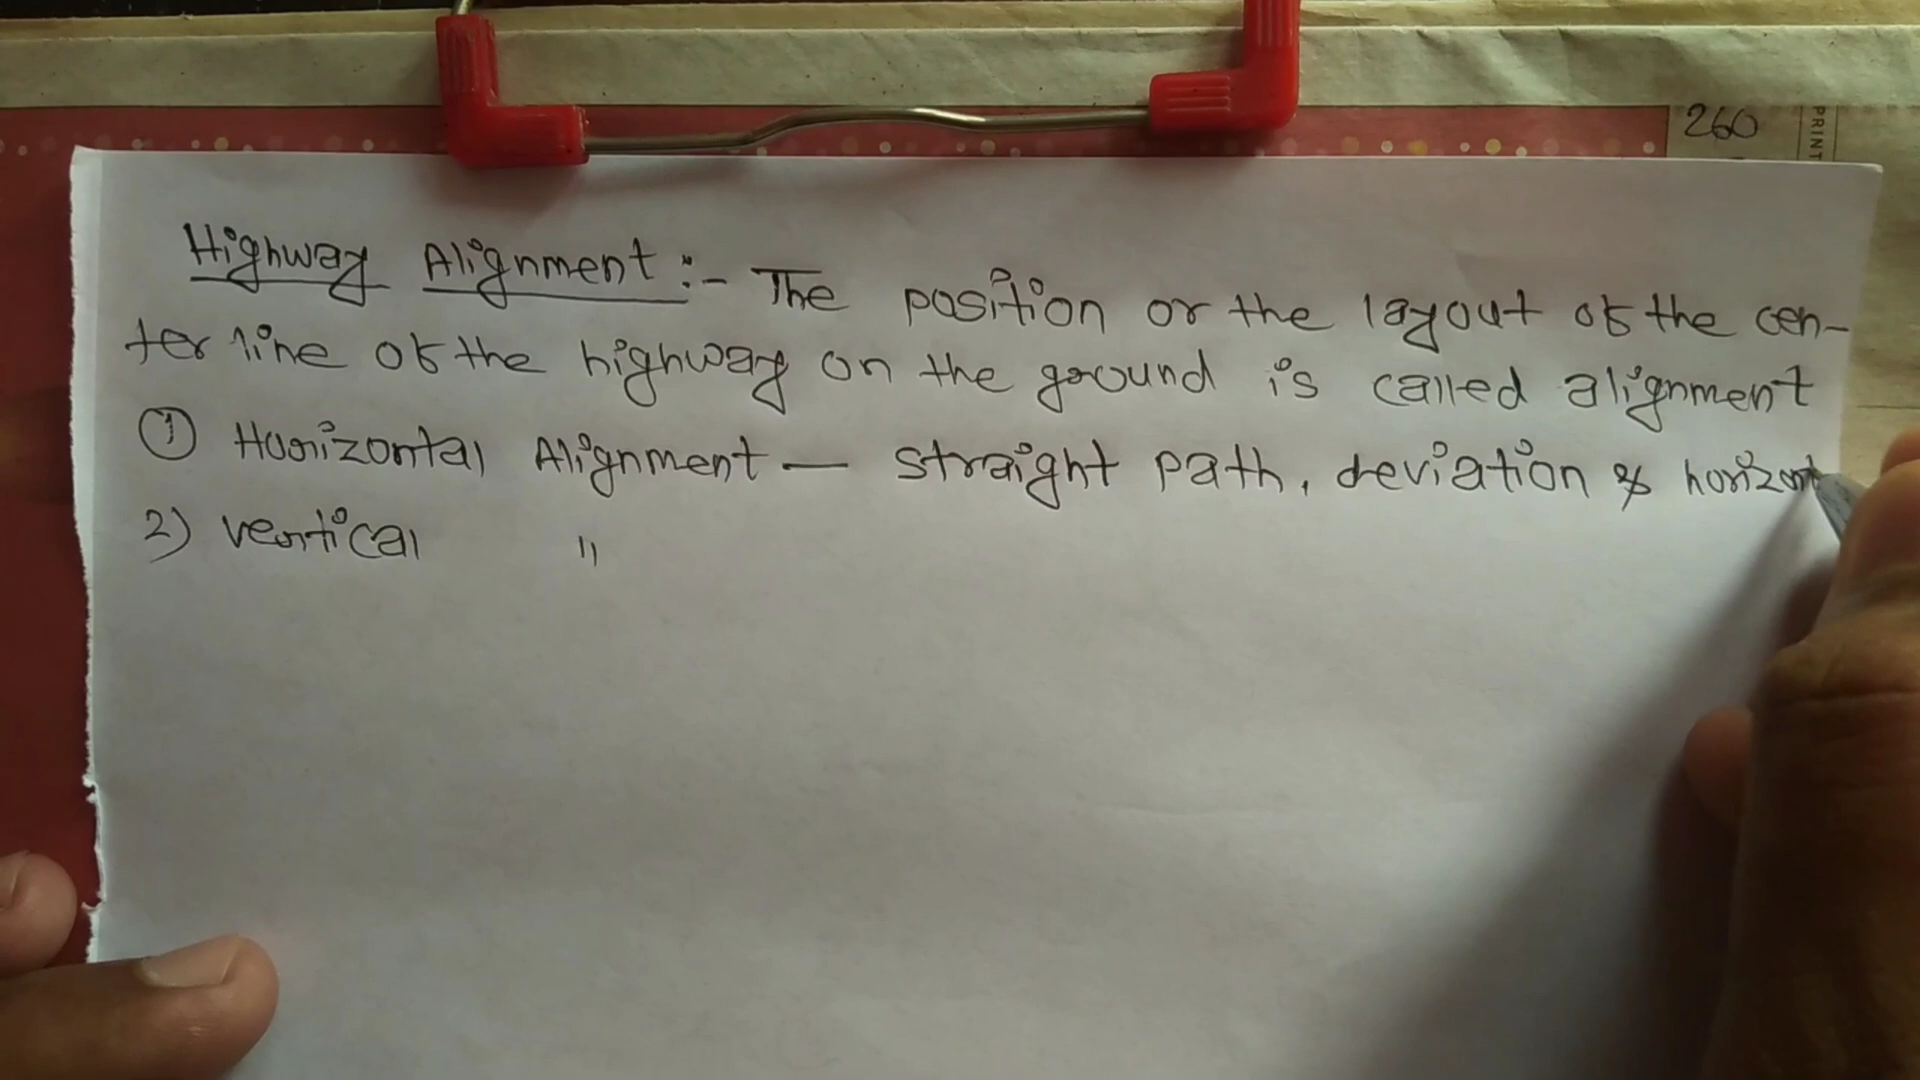 260
PRINT
Highway Alignment :- The position or the layout of the cen-
ter line of the highway on the ground is called alignment
① Horizontal Alignment — straight path, deviation & horizont
2) vertical "